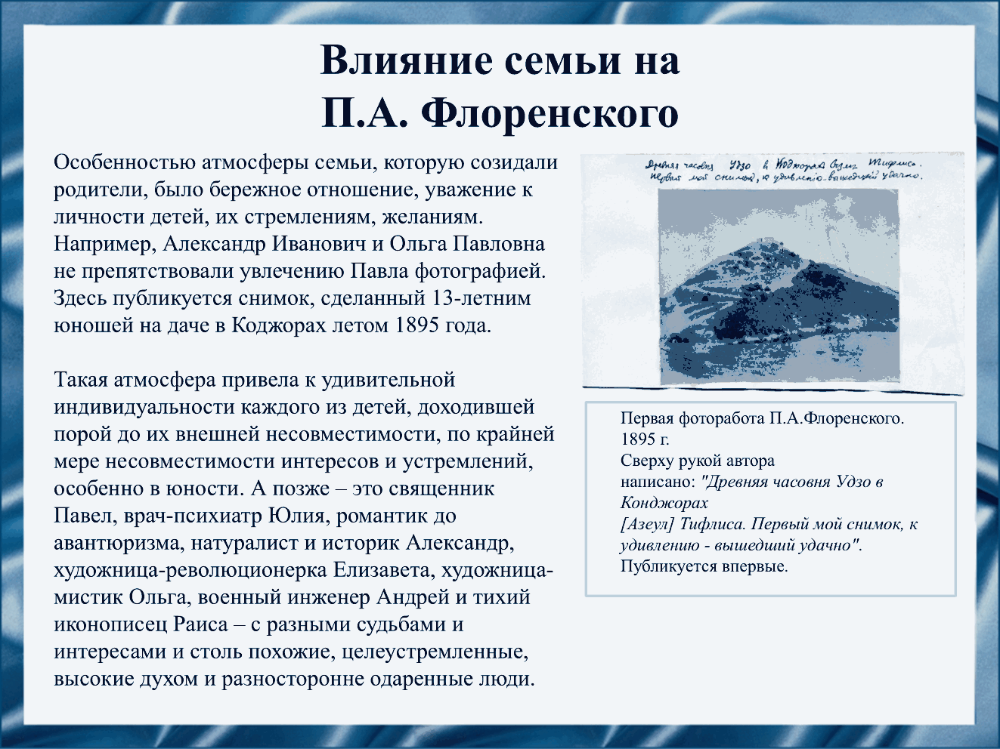 Влияние семьи на
П.А. Флоренского
Особенностью атмосферы семьи, которую созидали
родители, было бережное отношение, уважение к
личности детей, их стремлениям, желаниям.
Например, Александр Иванович и Ольга Павловна
не препятствовали увлечению Павла фотографией.
Здесь публикуется снимок, сделанный 13-летним
юношей на даче в Коджорах летом 1895 года.
Такая атмосфера привела к удивительной
индивидуальности каждого из детей, доходившей
порой до их внешней несовместимости, по крайней
мере несовместимости интересов и устремлений,
особенно в юности. А позже – это священник
Павел, врач-психиатр Юлия, романтик до
авантюризма, натуралист и историк Александр,
художница-революционерка Елизавета, художница-
мистик Ольга, военный инженер Андрей и тихий
иконописец Раиса – с разными судьбами и
интересами и столь похожие, целеустремленные,
высокие духом и разносторонне одаренные люди.
Древняя часовня Удзо в Коджорах близ Тифлиса.
первый мой снимок, к удивленію-вышедший удачно.
Первая фоторабота П.А.Флоренского.
1895 г.
Сверху рукой автора
написано: "Древняя часовня Удзо в
Конджорах
[Азеул] Тифлиса. Первый мой снимок, к
удивлению - вышедший удачно".
Публикуется впервые.